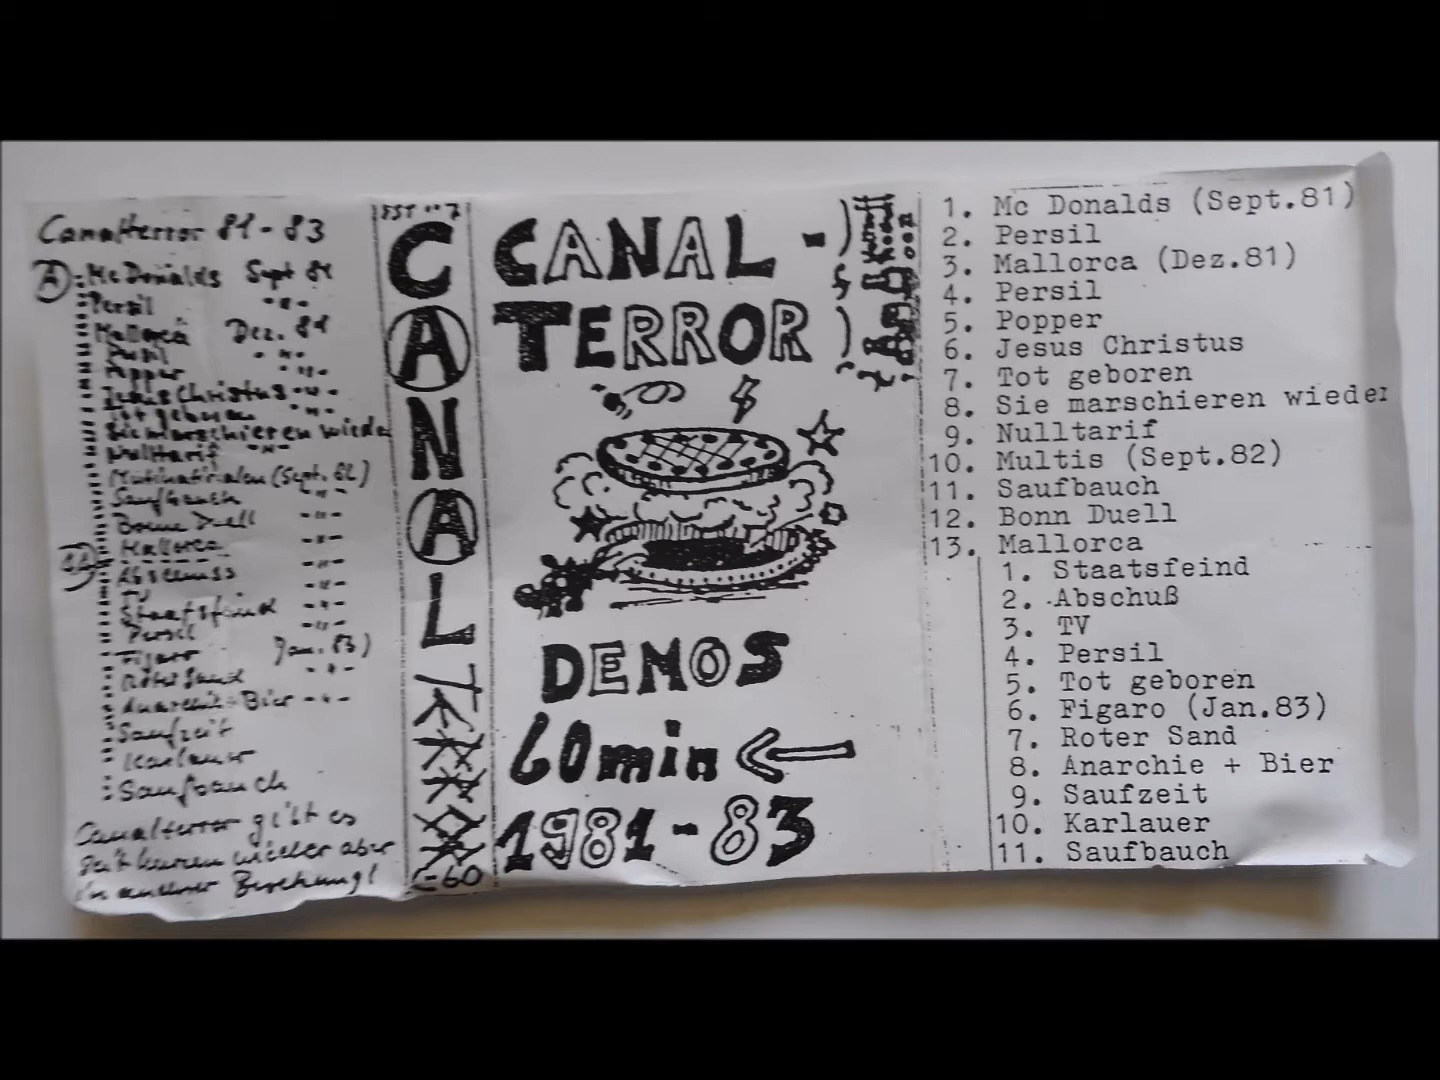 Canalterror 81-83
A McDonalds Sept 81
Persil -"-
Mallorca Dez. 81
Persil -"-
Popper -"-
Jesus Christus -"-
Tot geboren -"-
Sie marschieren wieder
Nulltarif -"-
(Sept. 82)
Saufbauch -"-
Bonn Duell -"-
Mallorca -"-
Abschuss -"-
TV -"-
Staatsfeind -"-
Persil -"-
Figaro Jan. 83)
Roter Sand -"-
Anarchie + Bier -"-
Saufzeit
Karlauer
Saufbauch
Canalterror gibt es
wieder aber
in anderer Besetzung!
CANAL
C-60
CANAL-
TERROR
DEMOS
60min
1981-83
1. Mc Donalds (Sept.81)
2. Persil
3. Mallorca (Dez.81)
4. Persil
5. Popper
6. Jesus Christus
7. Tot geboren
8. Sie marschieren wieder
9. Nulltarif
10. Multis (Sept.82)
11. Saufbauch
12. Bonn Duell
13. Mallorca
1. Staatsfeind
2. Abschuß
3. TV
4. Persil
5. Tot geboren
6. Figaro (Jan.83)
7. Roter Sand
8. Anarchie + Bier
9. Saufzeit
10. Karlauer
11. Saufbauch